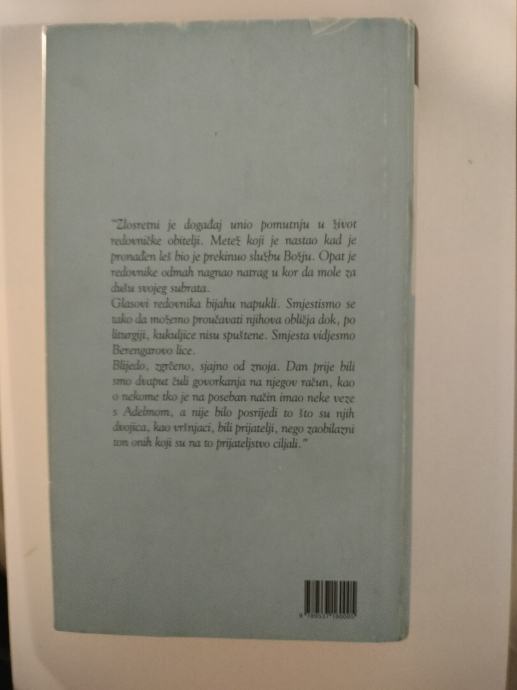 "Zlosretni je događaj unio pomutnju u život
redovničke obitelji. Metež koji je nastao kad je
pronađen leš bio je prekinuo službu Božju. Opat je
redovnike odmah nagnao natrag u kor da mole za
dušu svojeg subrata.
Glasovi redovnika bijahu napukli. Smjestismo se
tako da možemo proučavati njihova obličja dok, po
liturgiji, kukuljice nisu spuštene. Smjesta vidjesmo
Berengarovo lice.
Blijedo, zgrčeno, sjajno od znoja. Dan prije bili
smo dvaput čuli govorkanja na njegov račun, kao
o nekome tko je na poseban način imao neke veze
s Adelmom, a nije bilo posrijedi to što su njih
dvojica, kao vršnjaci, bili prijatelji, nego zaobilazni
ton onih koji su na to prijateljstvo ciljali."